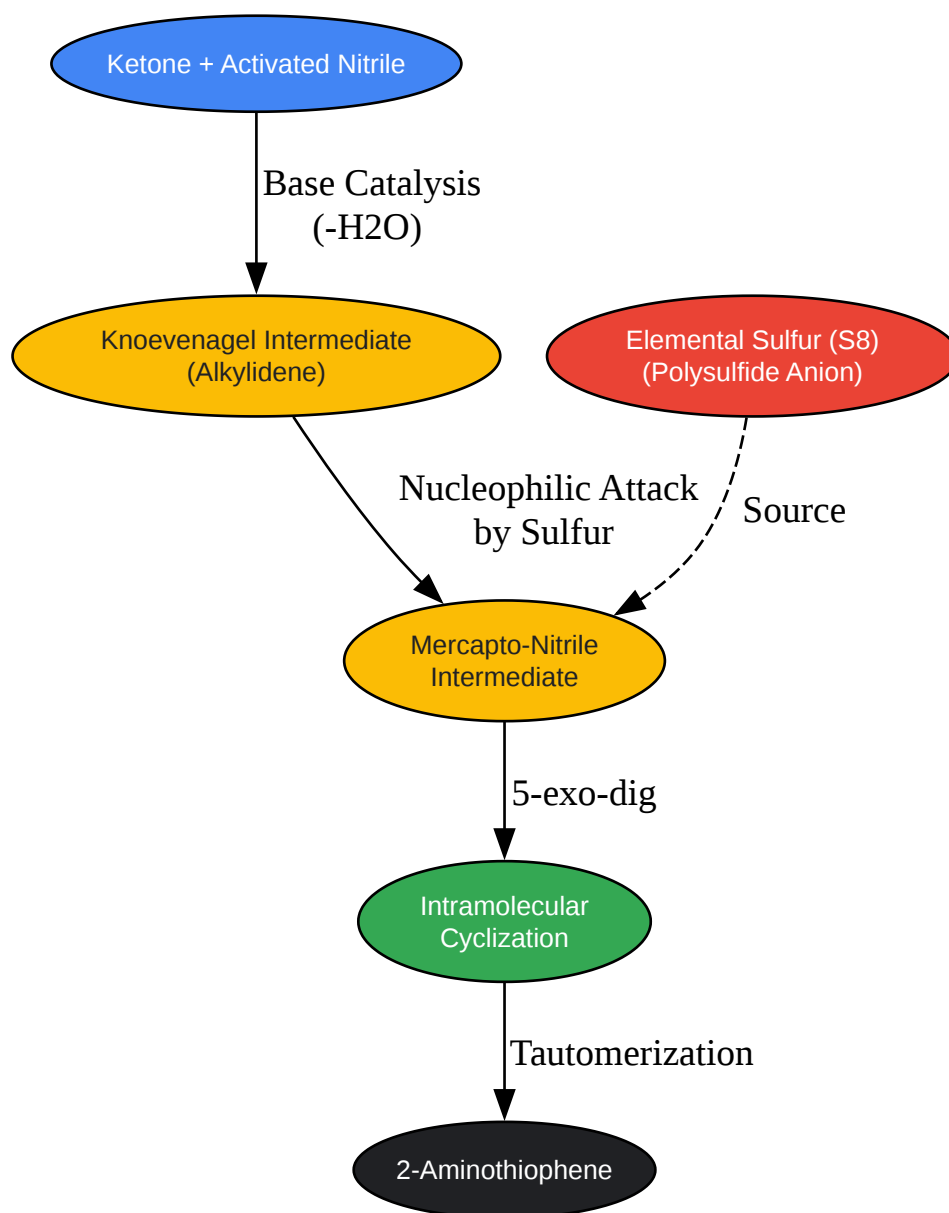 Ketone + Activated Nitrile
Base Catalysis
(-H2O)
Knoevenagel Intermediate
(Alkylidene)
Elemental Sulfur (S8)
(Polysulfide Anion)
Nucleophilic Attack
by Sulfur
Source
Mercapto-Nitrile
Intermediate
5-exo-dig
Intramolecular
Cyclization
Tautomerization
2-Aminothiophene